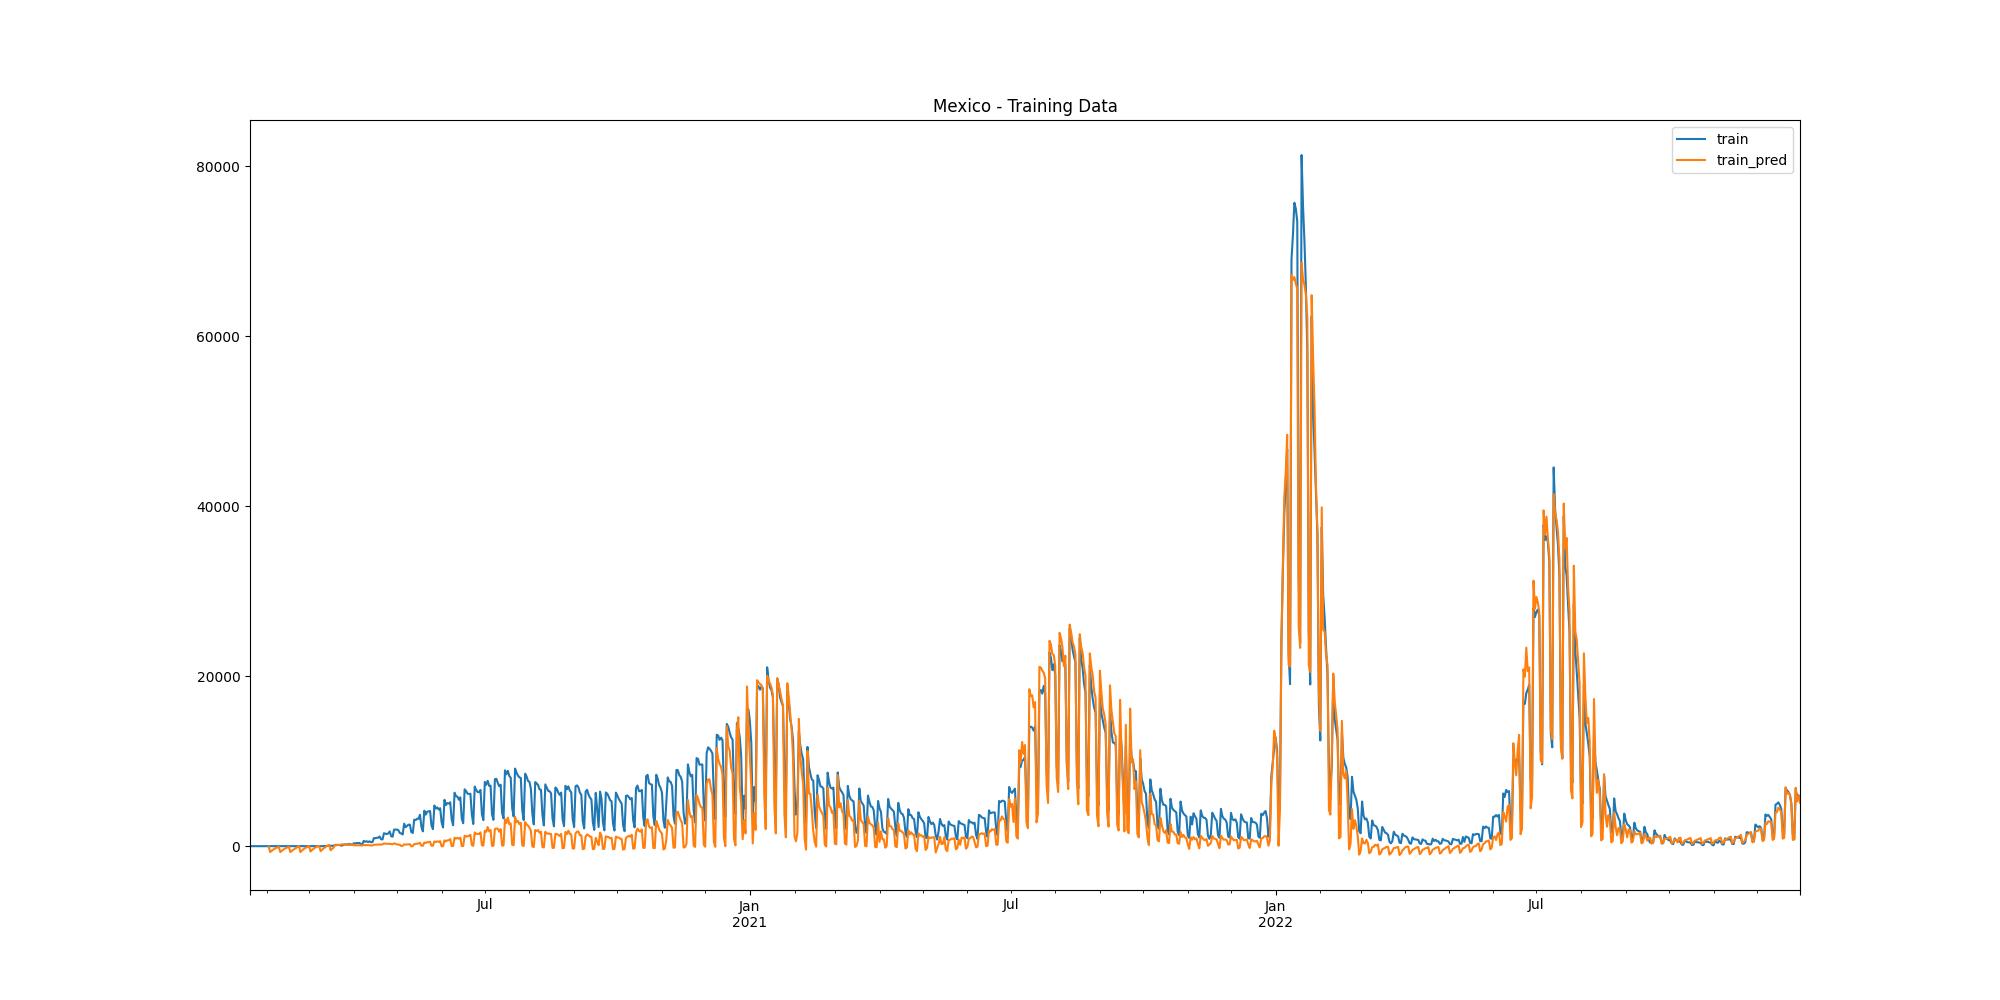 Mexico - Training Data
train
train_pred
80000
60000
40000
20000
0
Jul
Jan
2021
Jul
Jan
2022
Jul